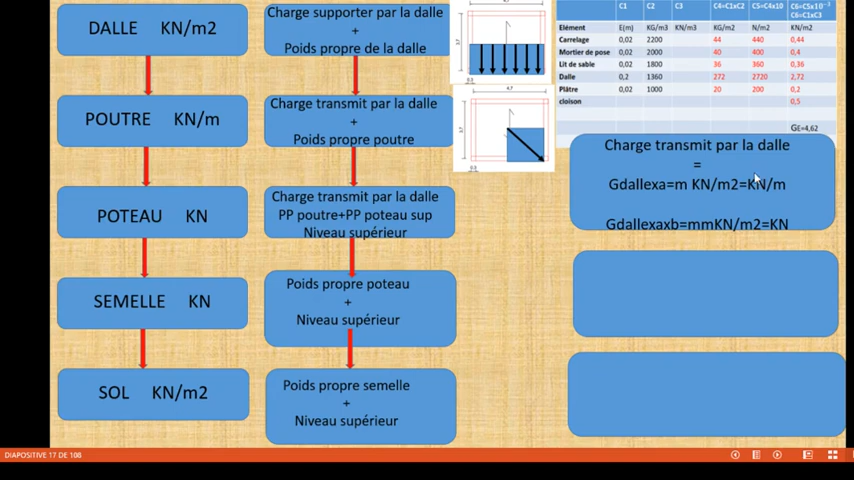 DALLE KN/m2
POUTRE KN/m
POTEAU KN
SEMELLE KN
SOL KN/m2
Charge supporter par la dalle
+
Poids propre de la dalle
Charge transmit par la dalle
+
Poids propre poutre
Charge transmit par la dalle
PP poutre+PP poteau sup
Niveau supérieur
Poids propre poteau
+
Niveau supérieur
Poids propre semelle
+
Niveau supérieur
3,7
0.3
4,7
3,7
0.3
C1 C2 C3 C4=C1xC2 C5=C4x10 C6=C5x10⁻³
C6=C1xC3
Elément E(m) KG/m3 KN/m3 KG/m2 N/m2 KN/m2
Carrelage 0,02 2200 44 440 0,44
Mortier de pose 0,02 2000 40 400 0,4
Lit de sable 0,02 1800 36 360 0,36
Dalle 0,2 1360 272 2720 2,72
Plâtre 0,02 1000 20 200 0,2
cloison 0,5
GE=4,62
Charge transmit par la dalle
=
Gdallexa=m KN/m2=KN/m
Gdallexaxb=mmKN/m2=KN
DIAPOSITIVE 17 DE 108